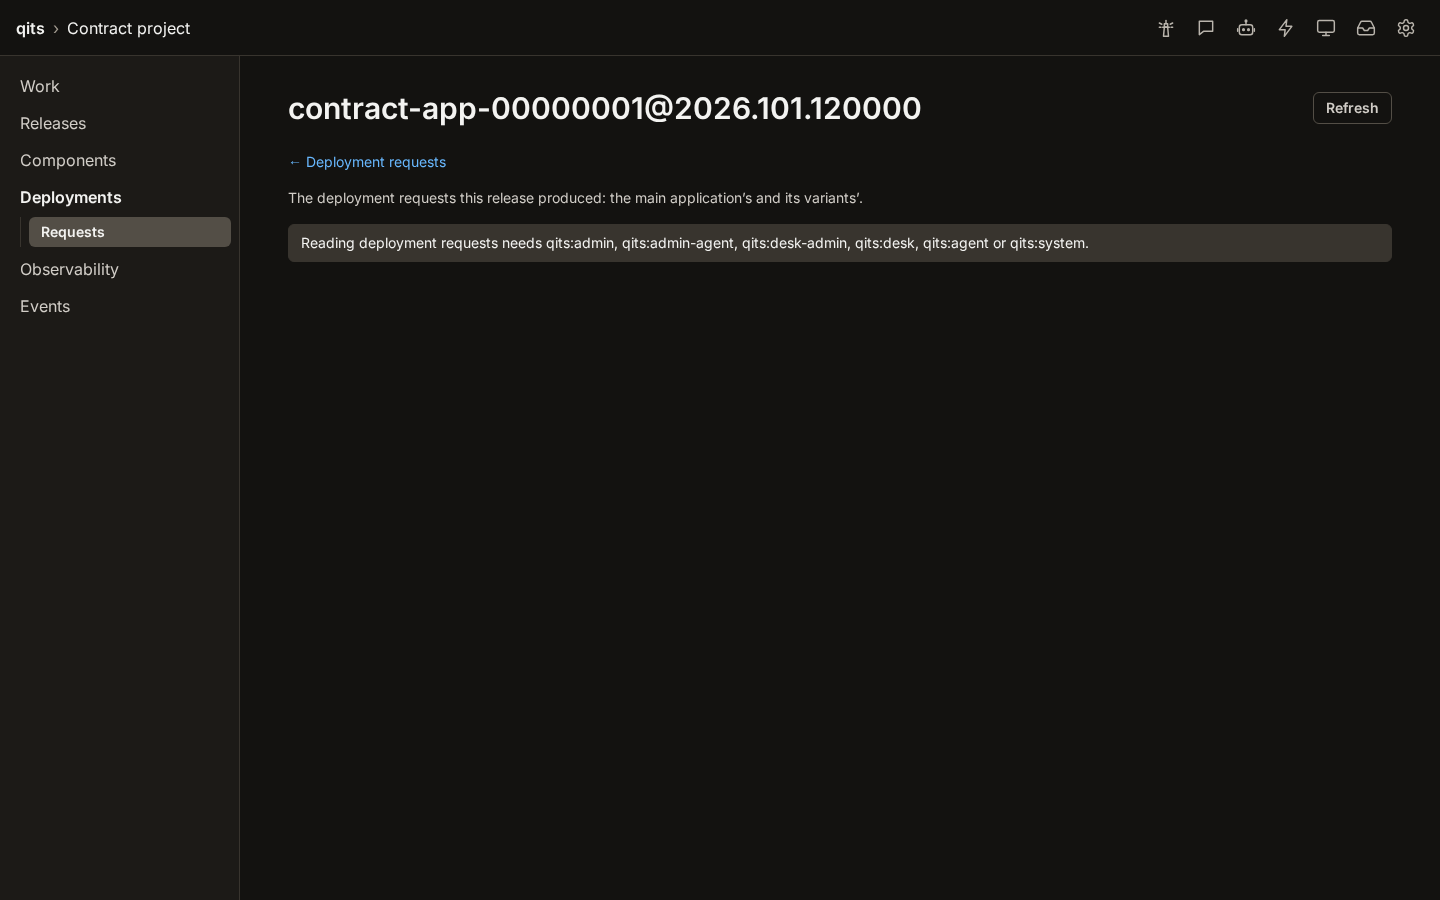 qits › Contract project
Work
Releases
Components
Deployments
Requests
Observability
Events
contract-app-00000001@2026.101.120000
Refresh
← Deployment requests
The deployment requests this release produced: the main application’s and its variants’.
Reading deployment requests needs qits:admin, qits:admin-agent, qits:desk-admin, qits:desk, qits:agent or qits:system.